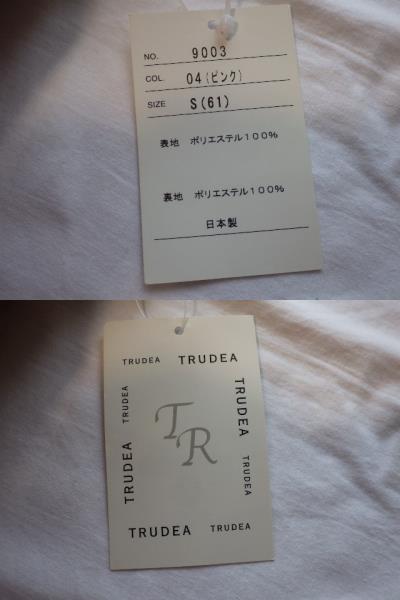 NO. 9003
COL. 04(ピンク)
SIZE S(61)
表地 ポリエステル100%
裏地 ポリエステル100%
日本製
TRUDEA TRUDEA
TRUDEA
TRUDEA
TR
TRUDEA
TRUDEA
TRUDEA TRUDEA